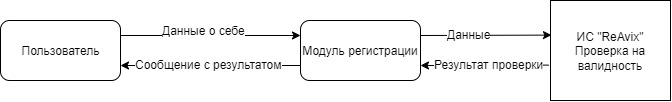 Пользователь
Данные о себе
Сообщение с результатом
Модуль регистрации
Данные
Результат проверки
ИС "ReAvix"
Проверка на
валидность